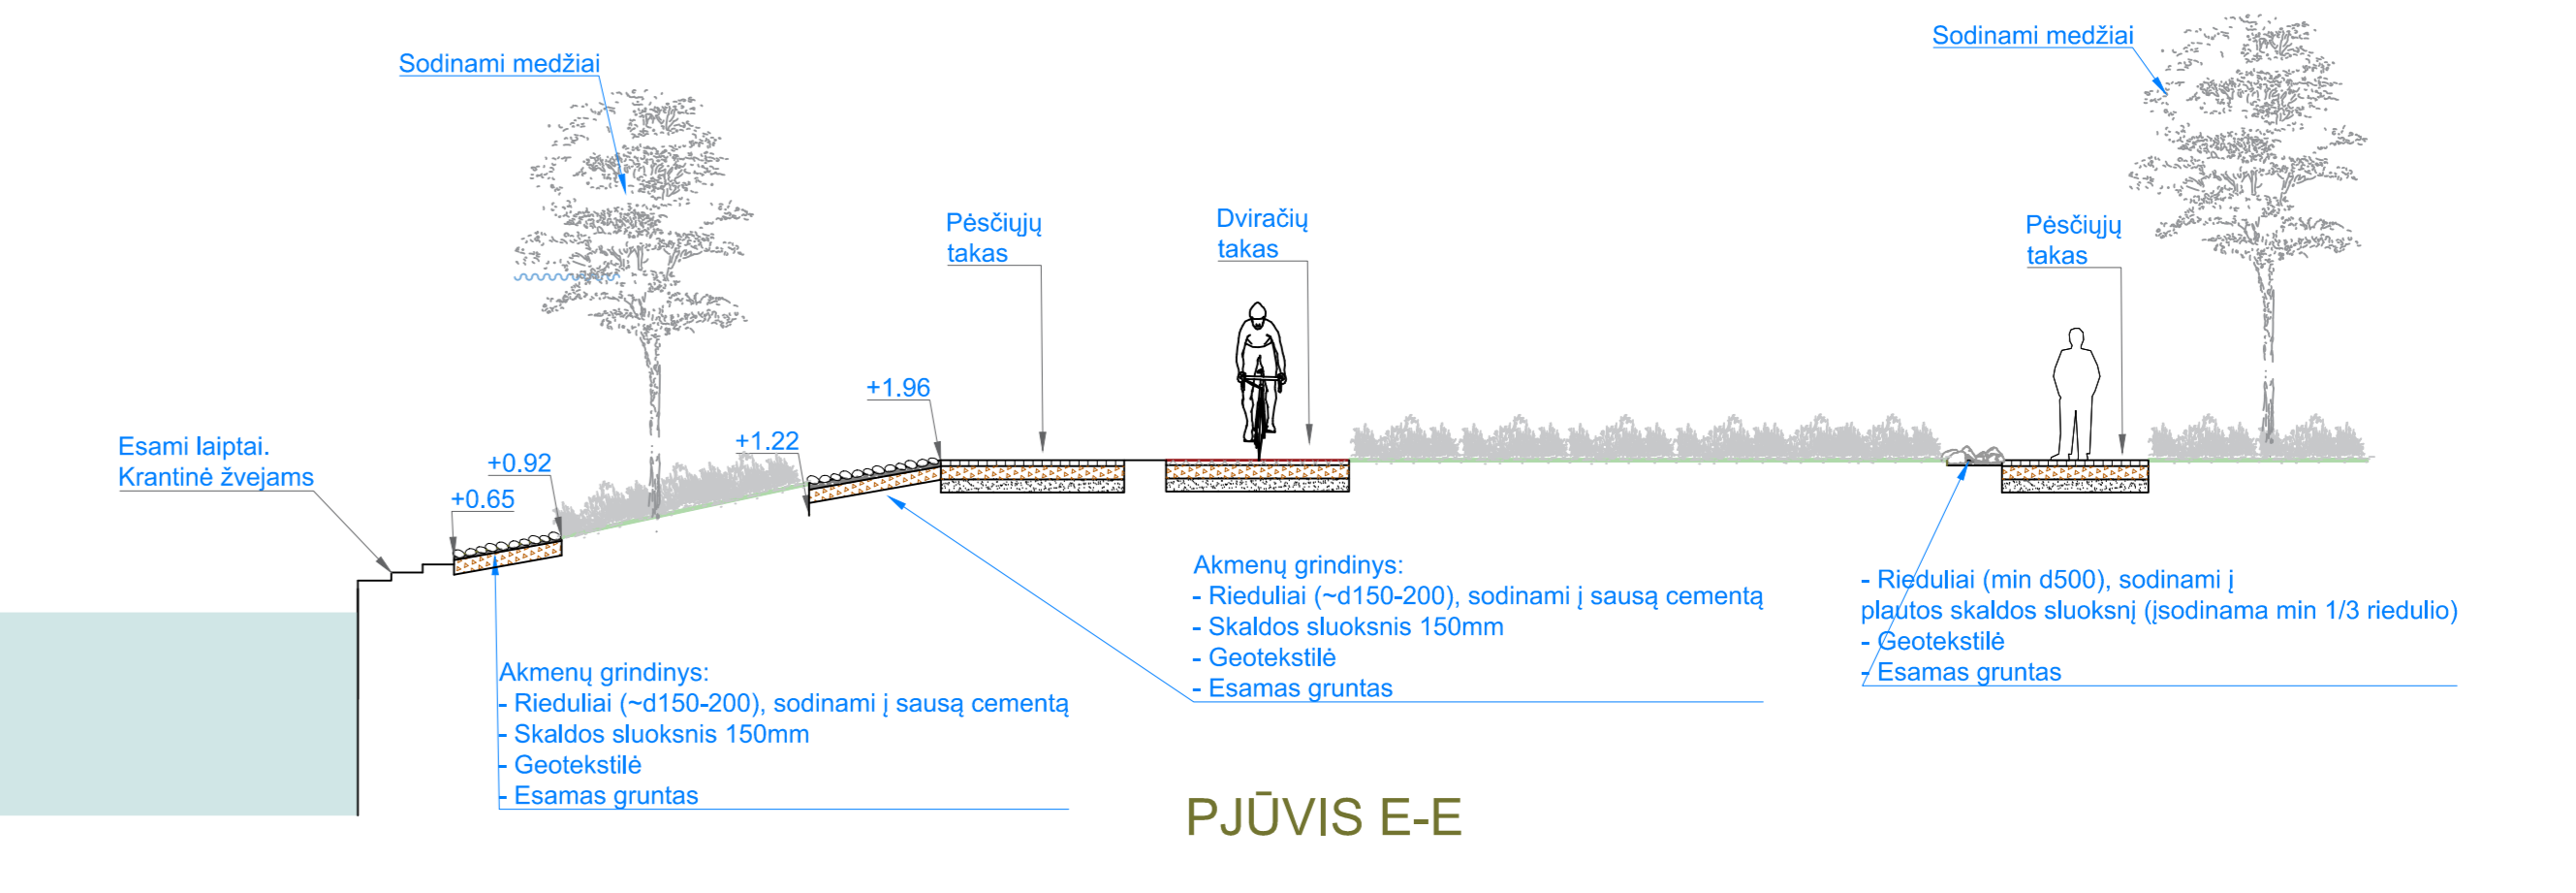 Sodinami medžiai
Sodinami medžiai
Pėsčiųjų
takas
Dviračių
takas
Pėsčiųjų
takas
+1.96
+1.22
+0.92
+0.65
Esami laiptai.
Krantinė žvejams
Akmenų grindinys:
- Rieduliai (~d150-200), sodinami į sausą cementą
- Skaldos sluoksnis 150mm
- Geotekstilė
- Esamas gruntas
Akmenų grindinys:
- Rieduliai (~d150-200), sodinami į sausą cementą
- Skaldos sluoksnis 150mm
- Geotekstilė
- Esamas gruntas
- Rieduliai (min d500), sodinami į
plautos skaldos sluoksnį (įsodinama min 1/3 riedulio)
- Geotekstilė
- Esamas gruntas
PJŪVIS E-E